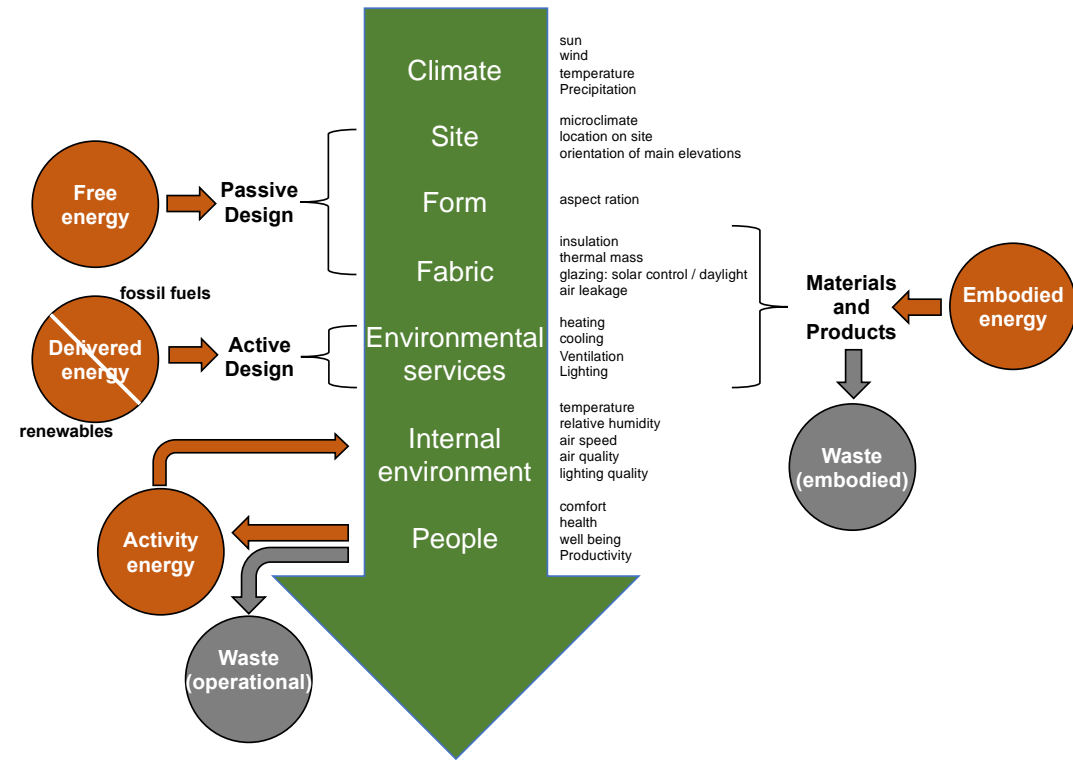 Climate
sun
wind
temperature
Precipitation
Site
microclimate
location on site
orientation of main elevations
Free
energy
Passive
Design
Form
aspect ration
Fabric
insulation
thermal mass
glazing: solar control / daylight
air leakage
Materials
and
Products
Embodied
energy
fossil fuels
Delivered
energy
renewables
Active
Design
Environmental
services
heating
cooling
Ventilation
Lighting
Internal
environment
temperature
relative humidity
air speed
air quality
lighting quality
Waste
(embodied)
Activity
energy
People
comfort
health
well being
Productivity
Waste
(operational)